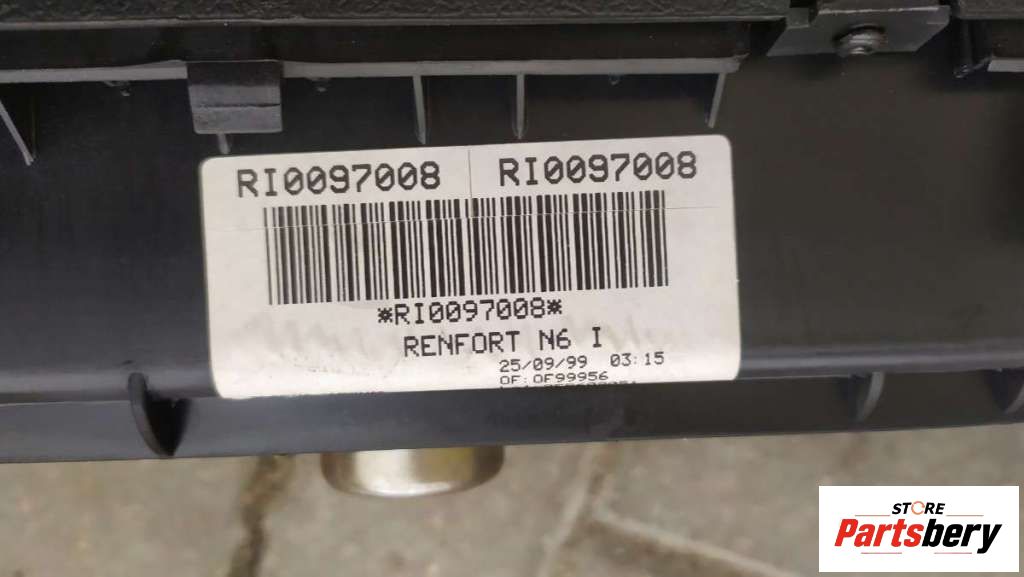 RI0097008 RI0097008
*RI0097008*
RENFORT N6 I
25/09/99 03:15
OF:OF99956
STORE
Partsbery